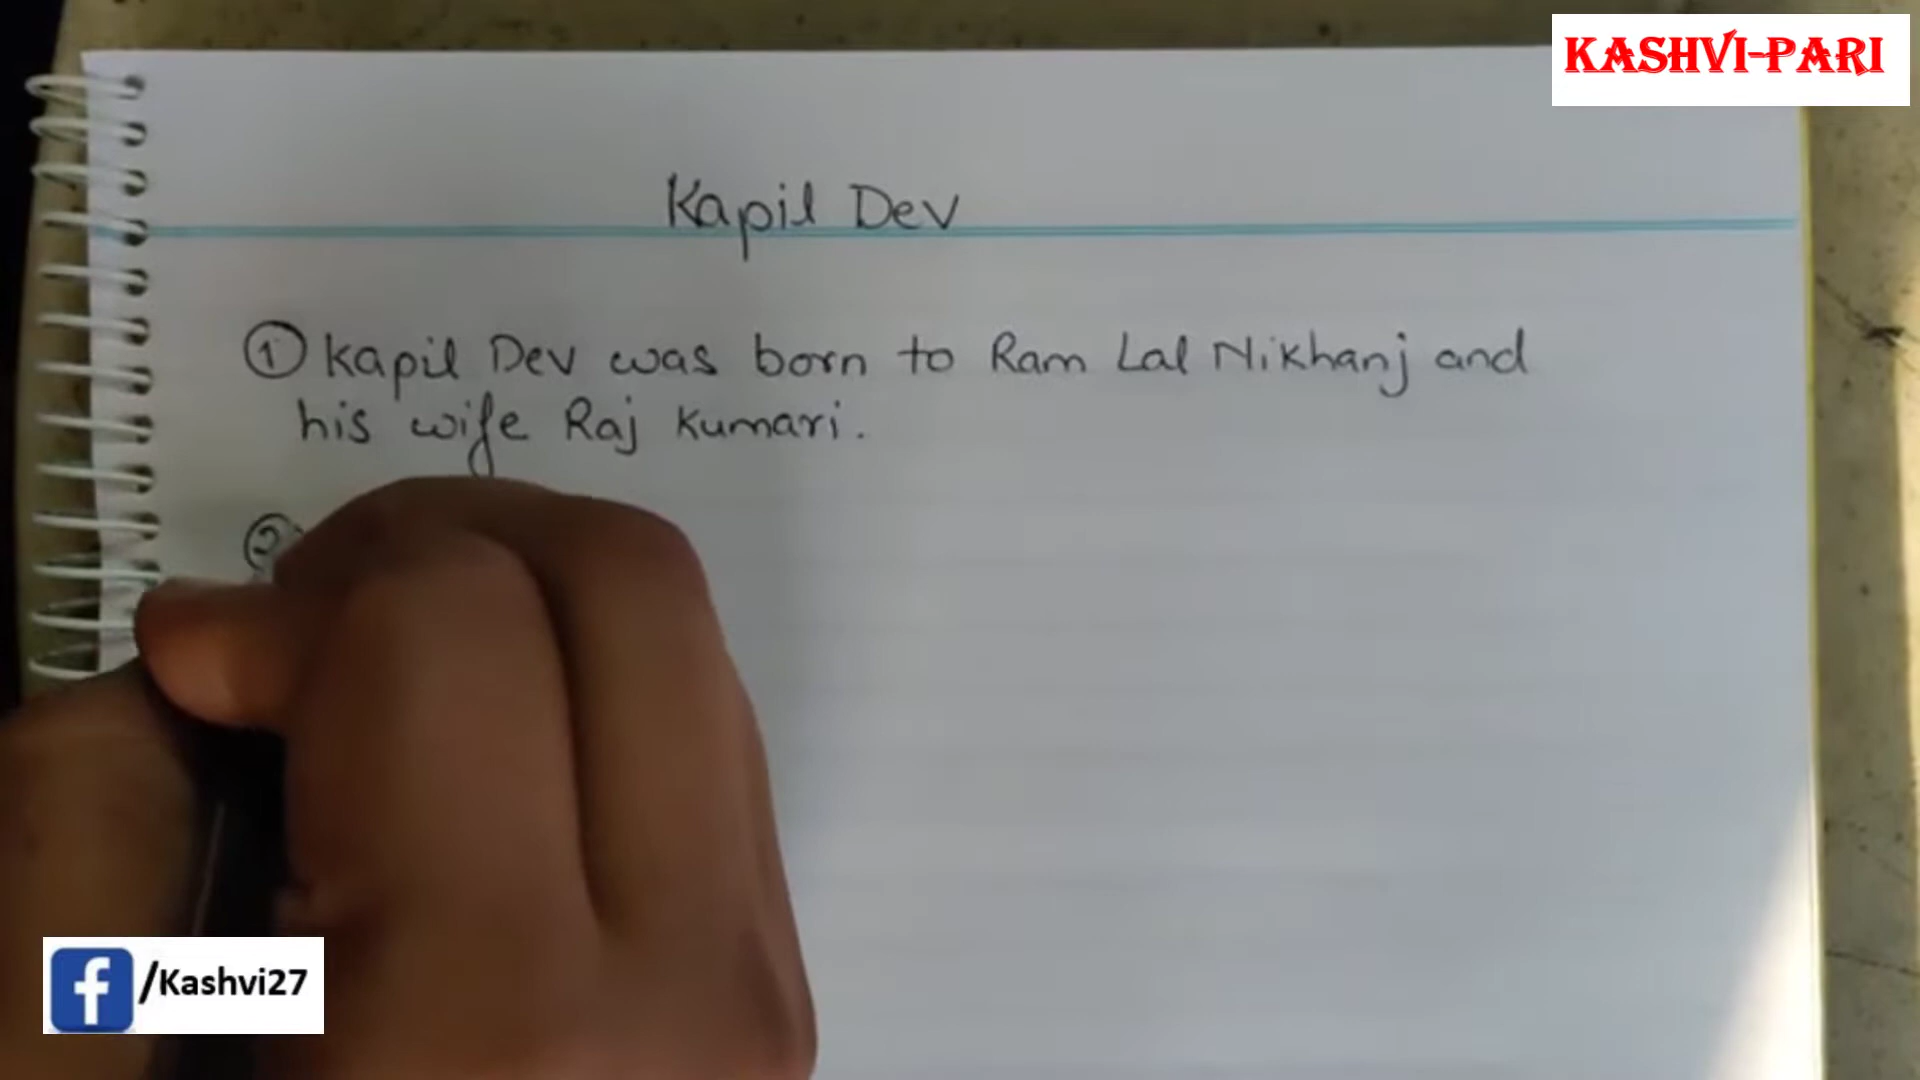 KASHVI-PARI
Kapil Dev
① Kapil Dev was born to Ram Lal Nikhanj and
his wife Raj Kumari.
②
/Kashvi27